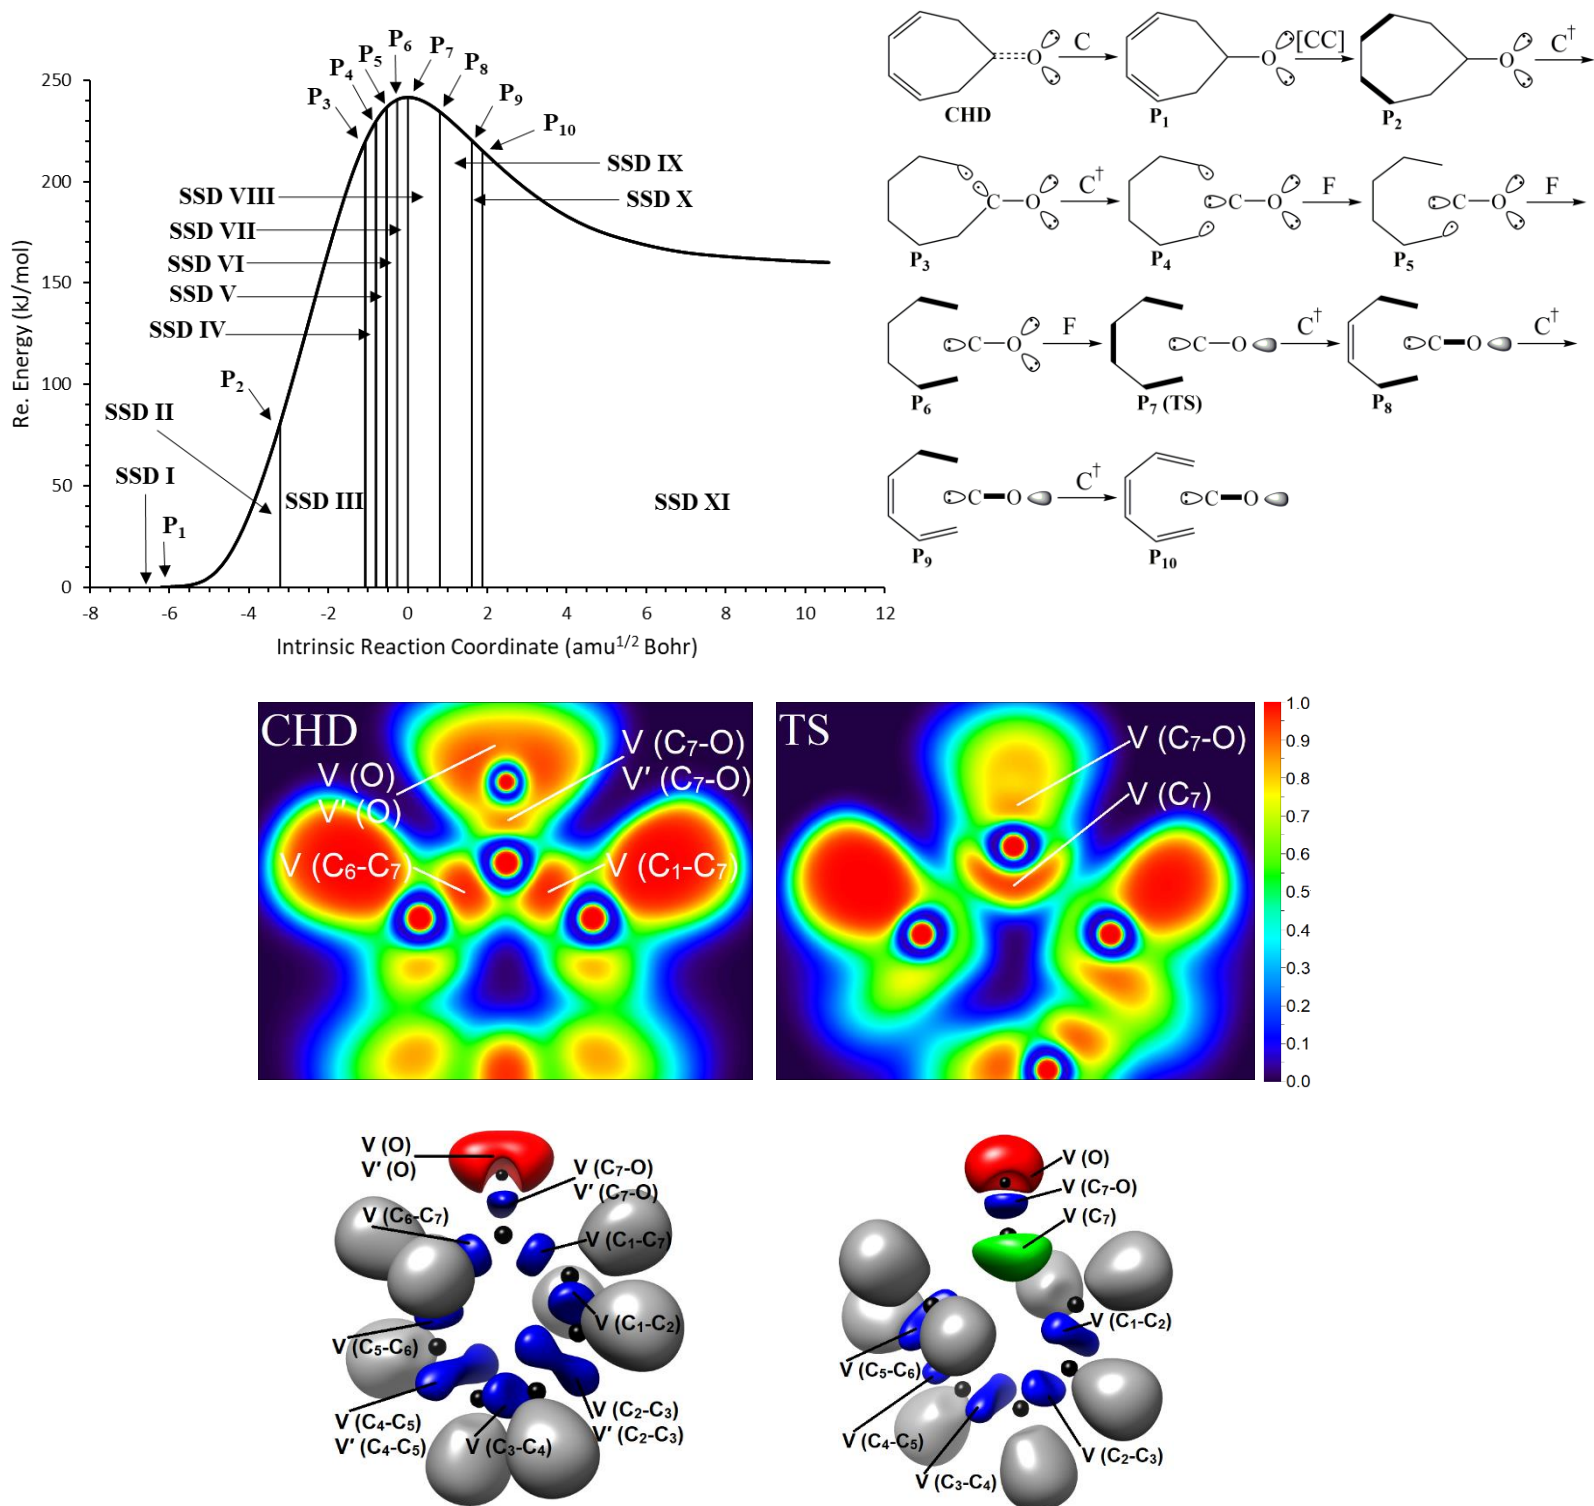 P₃
P₄
P₅
P₆
P₇
P₈
P₉
P₁₀
250
200
150
100
50
0
Re. Energy (kJ/mol)
SSD IX
SSD VIII
SSD X
SSD VII
SSD VI
SSD V
SSD IV
P₂
SSD II
SSD I
P₁
SSD III
SSD XI
-8 -6 -4 -2 0 2 4 6 8 10 12
Intrinsic Reaction Coordinate (amu¹/² Bohr)
O C O [CC] O C†
CHD P₁ P₂
C O C† C O F C O F
P₃ P₄ P₅
C O F C O C† C O C†
P₆ P₇ (TS) P₈
C O C† C O
P₉ P₁₀
CHD
V (O)
V′ (O)
V (C₇-O)
V′ (C₇-O)
V (C₆-C₇)
V (C₁-C₇)
TS
V (C₇-O)
V (C₇)
1.0
0.9
0.8
0.7
0.6
0.5
0.4
0.3
0.2
0.1
0.0
V (O)
V′ (O)
V (C₇-O)
V′ (C₇-O)
V (C₆-C₇)
V (C₁-C₇)
V (C₁-C₂)
V (C₅-C₆)
V (C₄-C₅)
V′ (C₄-C₅)
V (C₃-C₄)
V (C₂-C₃)
V′ (C₂-C₃)
V (O)
V (C₇-O)
V (C₇)
V (C₁-C₂)
V (C₅-C₆)
V (C₄-C₅)
V (C₃-C₄)
V (C₂-C₃)